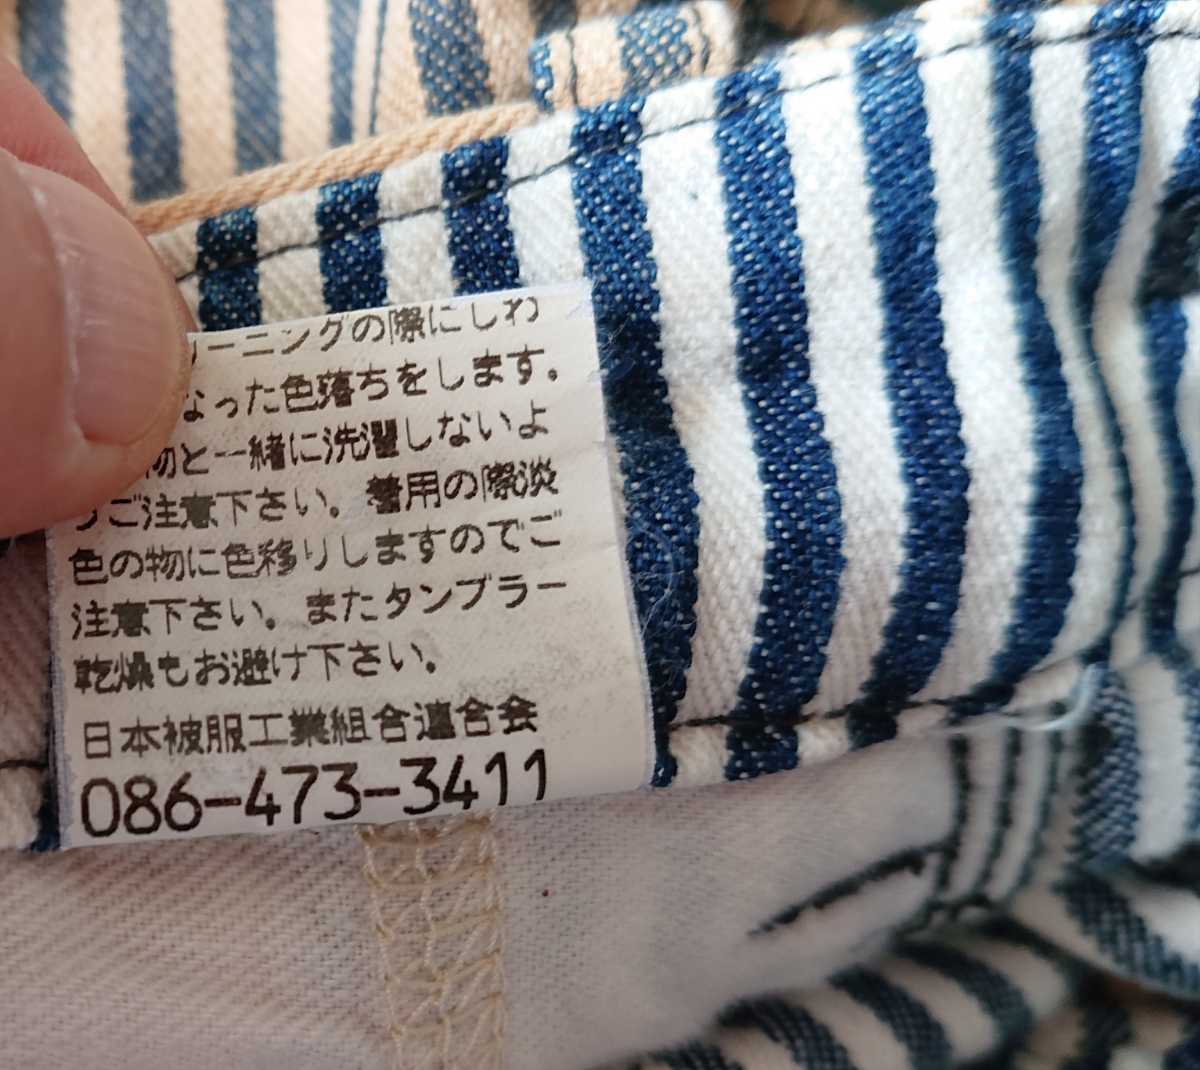 ーニングの際にしわ
なった色落ちをします。
物と一緒に洗濯しないよ
うご注意下さい。着用の際淡
色の物に色移りしますのでご
注意下さい。またタンブラー
乾燥もお避け下さい。
日本被服工業組合連合会
086-473-3411